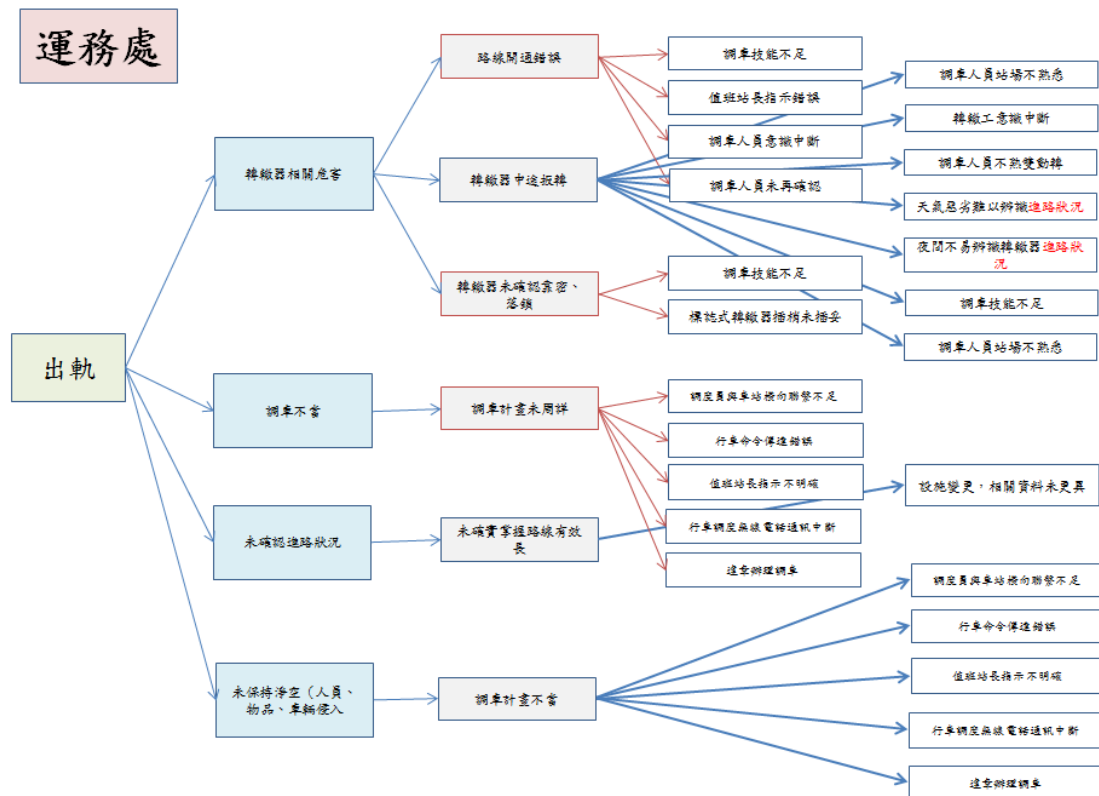 運務處
出軌
轉轍器相關危害
調車不當
未確認進路狀況
未保持淨空（人員、
物品、車輛侵入
路線開通錯誤
轉轍器中途扳轉
轉轍器未確認靠密、
落鎖
調車計畫未周詳
未確實掌握路線有效
長
調車計畫不當
調車技能不足
值班站長指示錯誤
調車人員意識中斷
調車人員未再確認
調車技能不足
標誌式轉轍器插梢未插妥
調度員與車站橫向聯繫不足
行車命令傳達錯誤
值班站長指示不明確
行車調度無線電話通訊中斷
違章辦理調車
調車人員站場不熟悉
轉轍工意識中斷
調車人員不熟雙動轉
天氣惡劣難以辨識進路狀況
夜間不易辨識轉轍器進路狀
況
調車技能不足
調車人員站場不熟悉
設施變更，相關資料未更異
調度員與車站橫向聯繫不足
行車命令傳達錯誤
值班站長指示不明確
行車調度無線電話通訊中斷
違章辦理調車